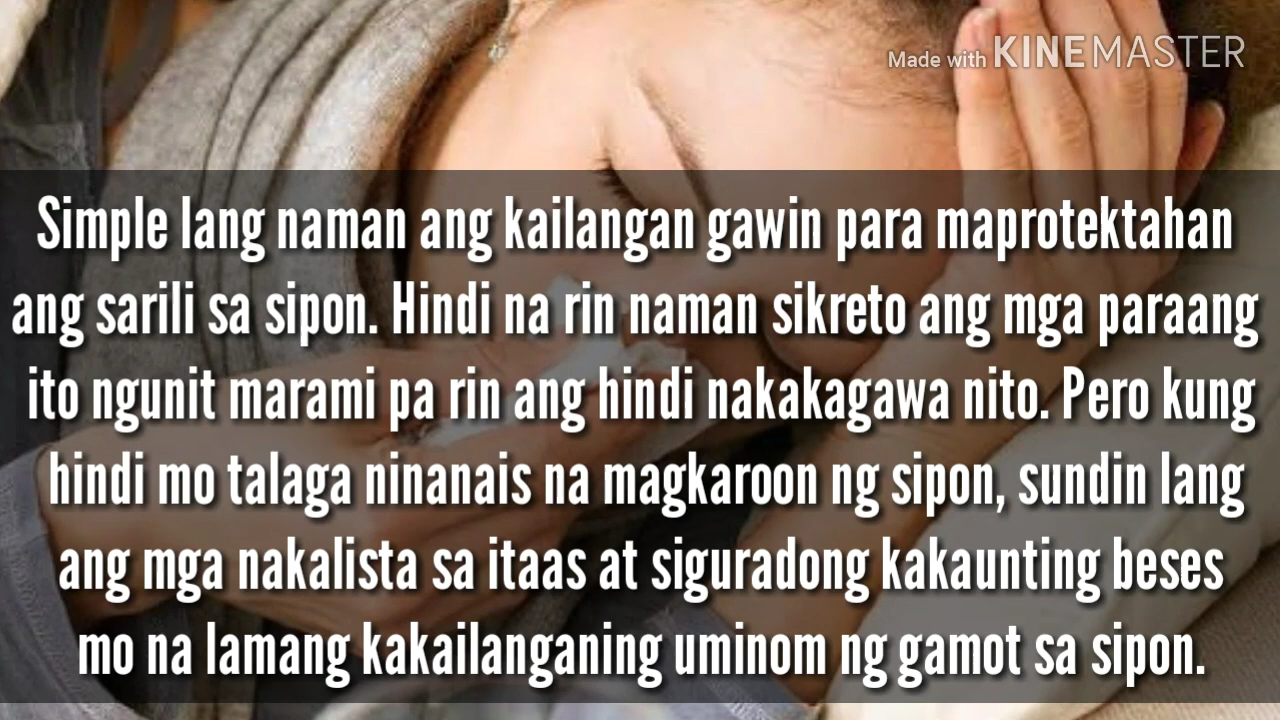 Made with KINEMASTER
Simple lang naman ang kailangan gawin para maprotektahan
ang sarili sa sipon. Hindi na rin naman sikreto ang mga paraang
ito ngunit marami pa rin ang hindi nakakagawa nito. Pero kung
hindi mo talaga ninanais na magkaroon ng sipon, sundin lang
ang mga nakalista sa itaas at siguradong kakaunting beses
mo na lamang kakailanganing uminom ng gamot sa sipon.